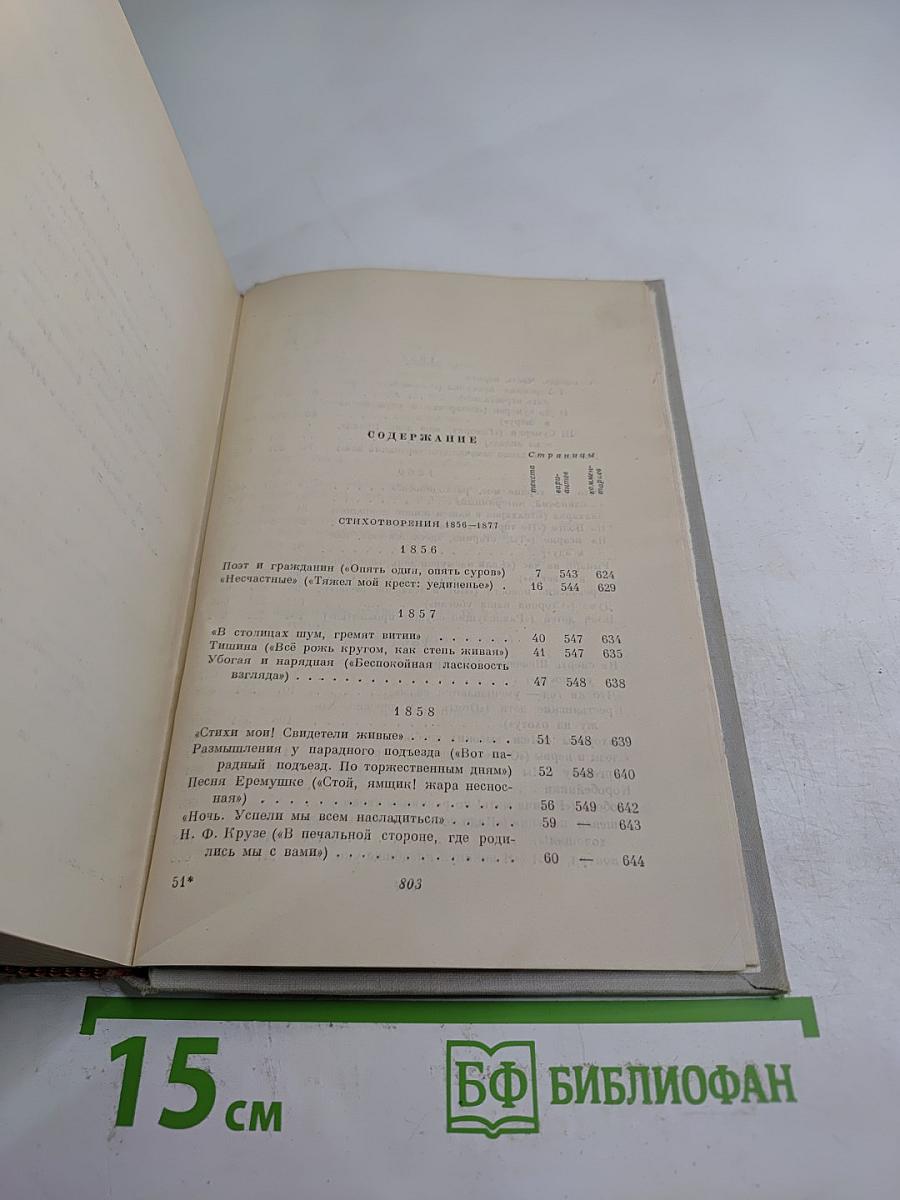 СОДЕРЖАНИЕ
Страницы
текста
вари-
антов
коммен-
тариев
СТИХОТВОРЕНИЯ 1856—1877
1856
Поэт и гражданин («Опять один, опять суров») 7 543 624
«Несчастные» («Тяжел мой крест: уединенье») . 16 544 629
1857
«В столицах шум, гремят витии» . . . . . . 40 547 634
Тишина («Всё рожь кругом, как степь живая») 41 547 635
Убогая и нарядная («Беспокойная ласковость
взгляда») . . . . . . . . . . . . . . . . . 47 548 638
1858
«Стихи мои! Свидетели живые» . . . . . . . . 51 548 639
Размышления у парадного подъезда («Вот па-
радный подъезд. По торжественным дням») 52 548 640
Песня Еремушке («Стой, ямщик! жара неснос-
ная») . . . . . . . . . . . . . . . . . . . 56 549 642
«Ночь. Успели мы всем насладиться» . . . . . 59 — 643
Н. Ф. Крузе («В печальной стороне, где роди-
лись мы с вами») . . . . . . . . . . . . . 60 — 644
51*
803
15 см
БФ БИБЛИОФАН